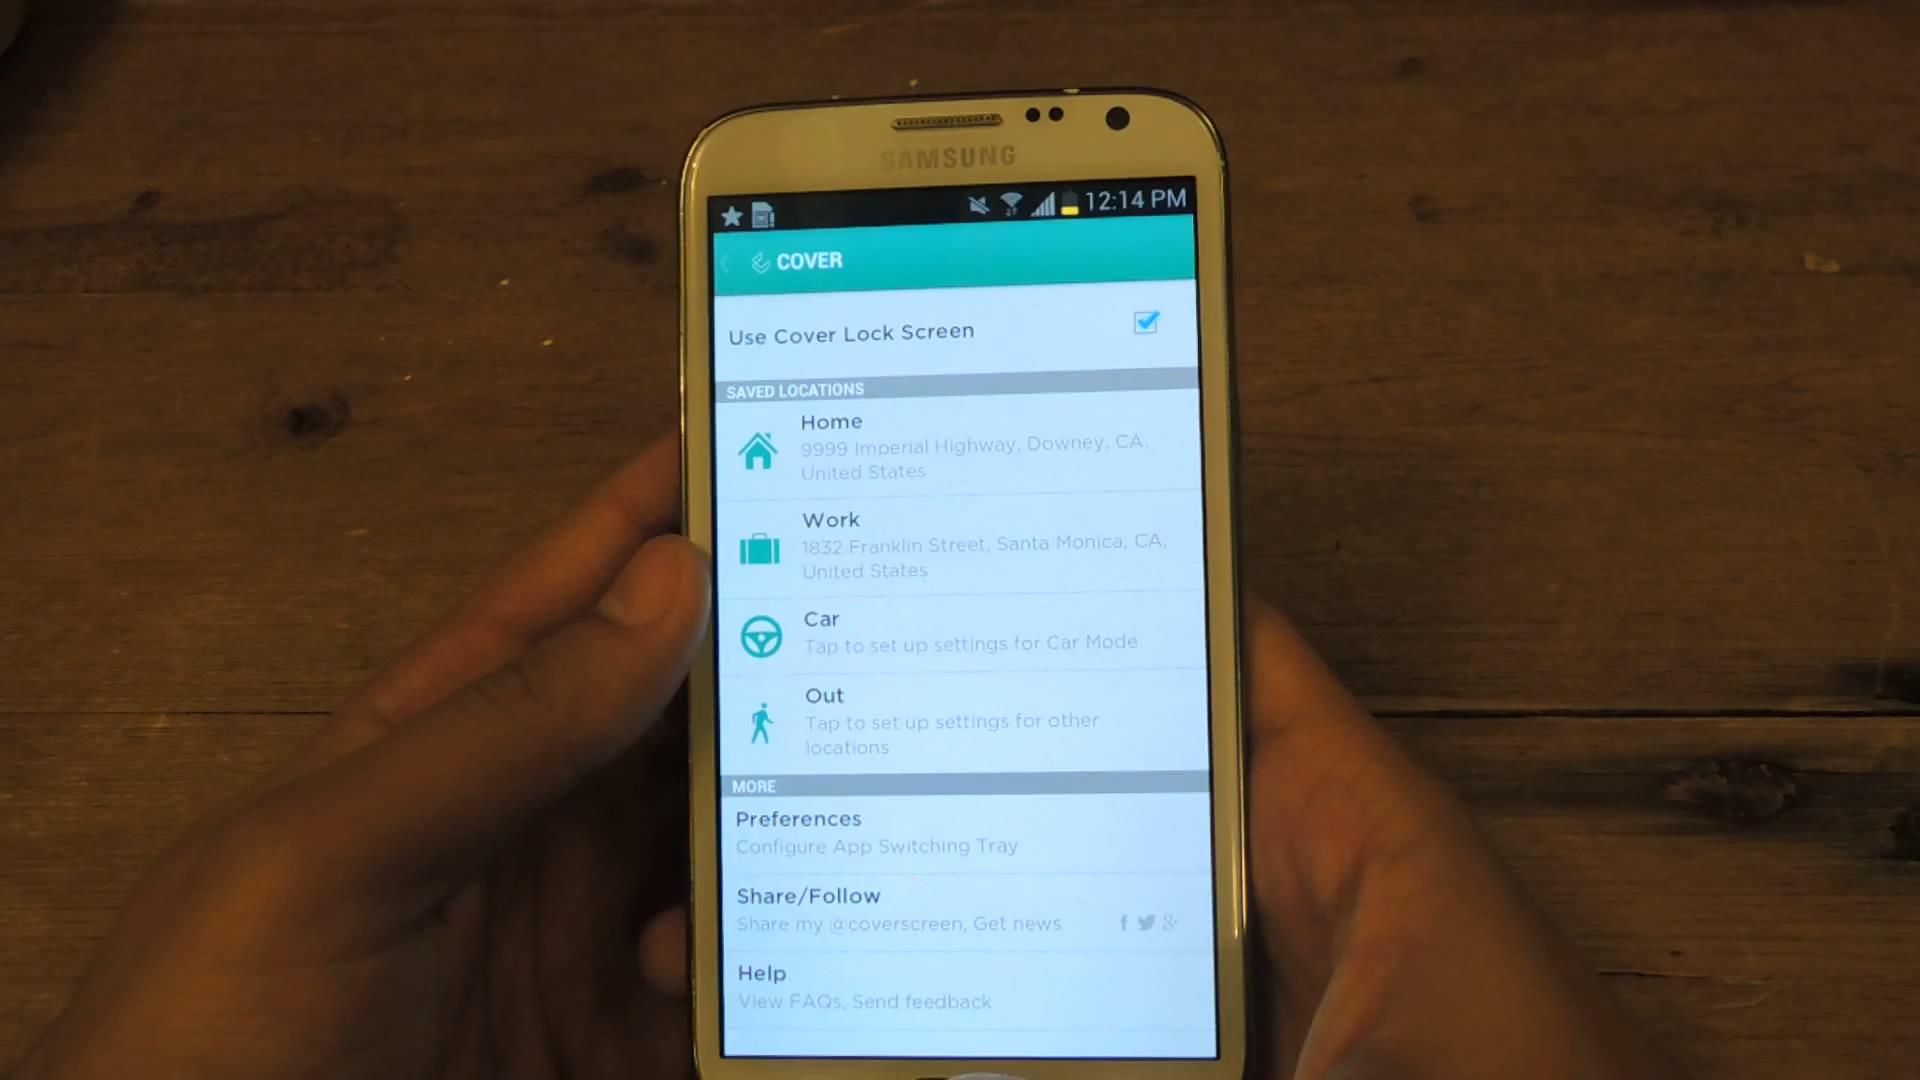 SAMSUNG
12:14 PM
COVER
Use Cover Lock Screen
SAVED LOCATIONS
Home
9999 Imperial Highway, Downey, CA,
United States
Work
1832 Franklin Street, Santa Monica, CA,
United States
Car
Tap to set up settings for Car Mode
Out
Tap to set up settings for other
locations
MORE
Preferences
Configure App Switching Tray
Share/Follow
Share my @coverscreen, Get news
Help
View FAQs, Send feedback